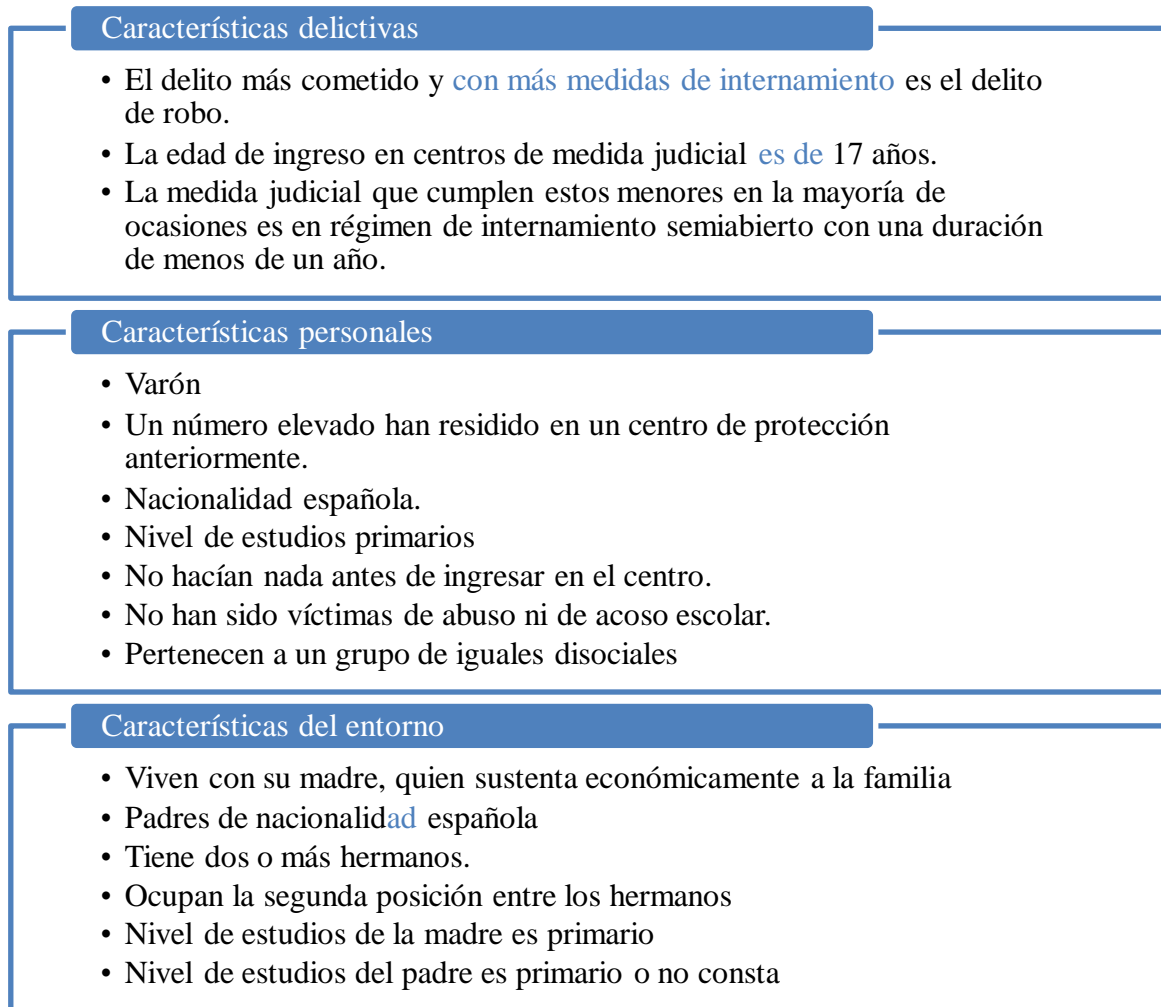 Características delictivas
• El delito más cometido y con más medidas de internamiento es el delito
de robo.
• La edad de ingreso en centros de medida judicial es de 17 años.
• La medida judicial que cumplen estos menores en la mayoría de
ocasiones es en régimen de internamiento semiabierto con una duración
de menos de un año.
Características personales
• Varón
• Un número elevado han residido en un centro de protección
anteriormente.
• Nacionalidad española.
• Nivel de estudios primarios
• No hacían nada antes de ingresar en el centro.
• No han sido víctimas de abuso ni de acoso escolar.
• Pertenecen a un grupo de iguales disociales
Características del entorno
• Viven con su madre, quien sustenta económicamente a la familia
• Padres de nacionalidad española
• Tiene dos o más hermanos.
• Ocupan la segunda posición entre los hermanos
• Nivel de estudios de la madre es primario
• Nivel de estudios del padre es primario o no consta